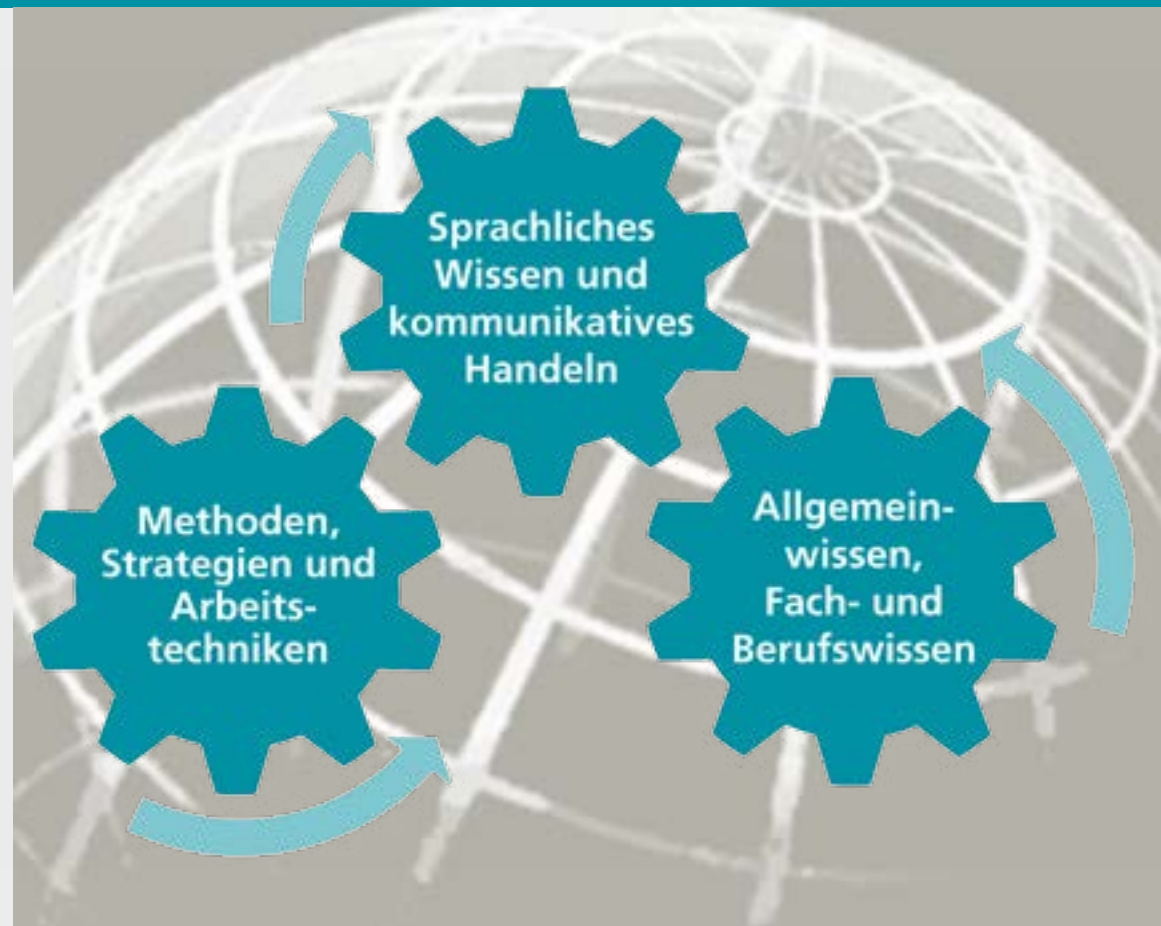 Sprachliches
Wissen und
kommunikatives
Handeln
Methoden,
Strategien und
Arbeits-
techniken
Allgemein-
wissen,
Fach- und
Berufswissen